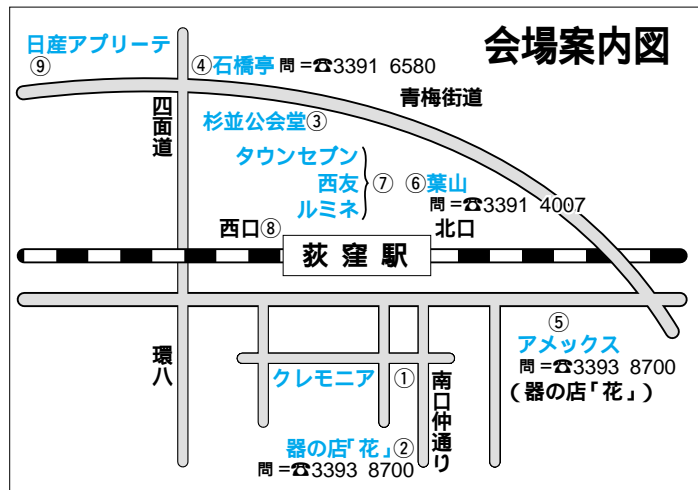 会場案内図
日産アプリーテ
⑨
④石橋亭 問=☎3391 6580
四面道
青梅街道
杉並公会堂③
タウンセブン
西友
ルミネ
⑦
⑥葉山
問=☎3391 4007
西口⑧
北口
荻窪駅
環八
⑤
アメックス
問=☎3393 8700
(器の店「花」)
クレモニア ①
南口仲通り
器の店「花」②
問=☎3393 8700